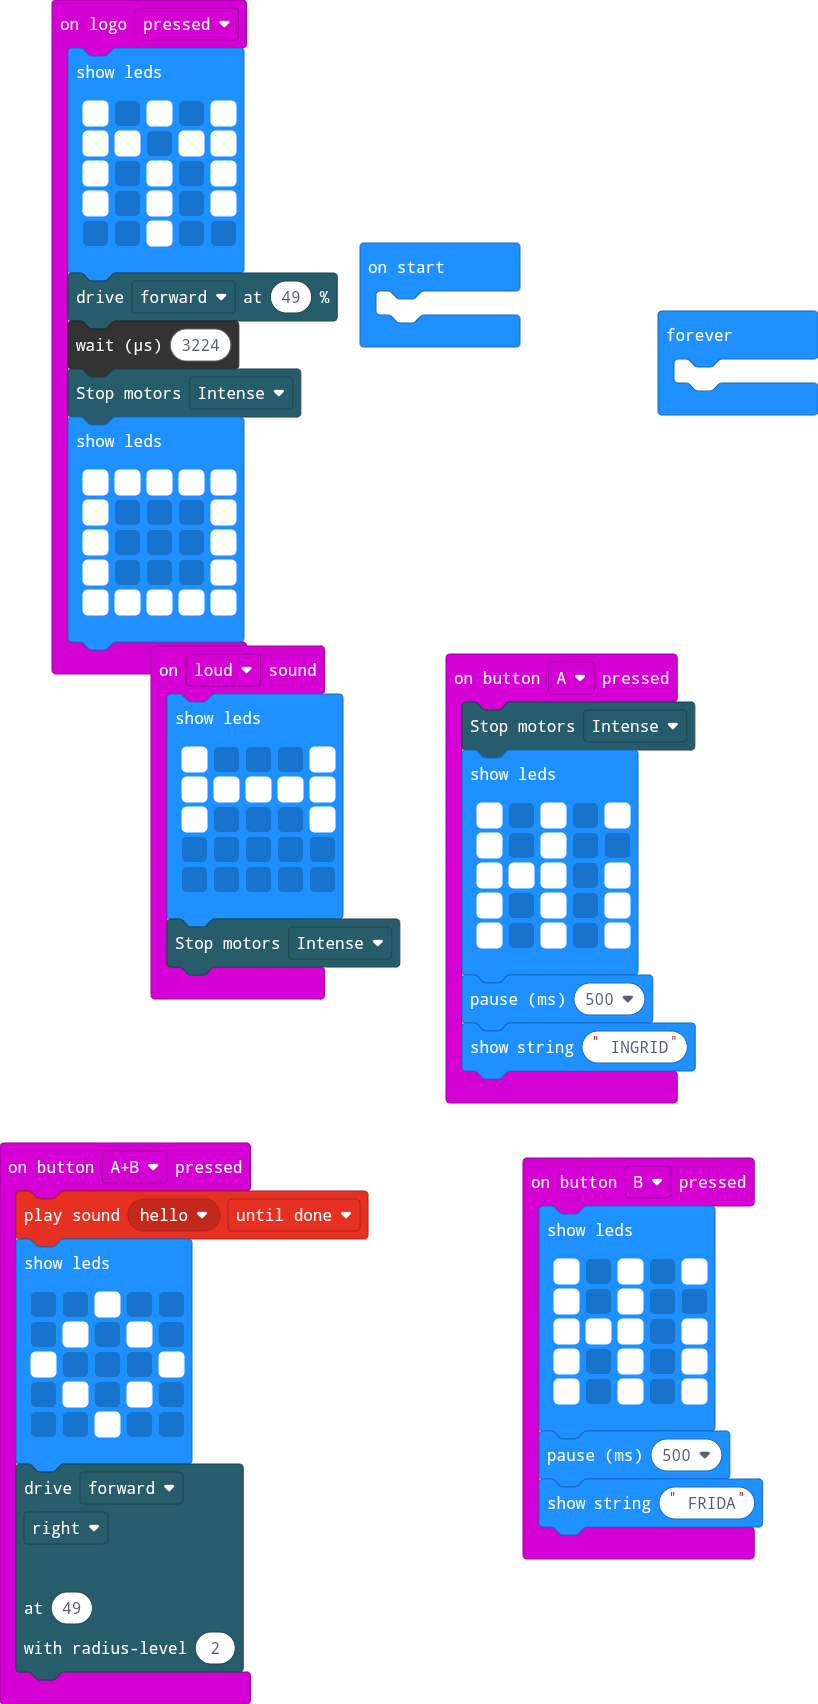 on logo pressed
show leds
drive forward at 49 %
wait (µs) 3224
Stop motors Intense
show leds
on start
forever
on loud sound
show leds
Stop motors Intense
on button A pressed
Stop motors Intense
show leds
pause (ms) 500
show string " INGRID"
on button A+B pressed
play sound hello until done
show leds
drive forward
right
at 49
with radius-level 2
on button B pressed
show leds
pause (ms) 500
show string " FRIDA"